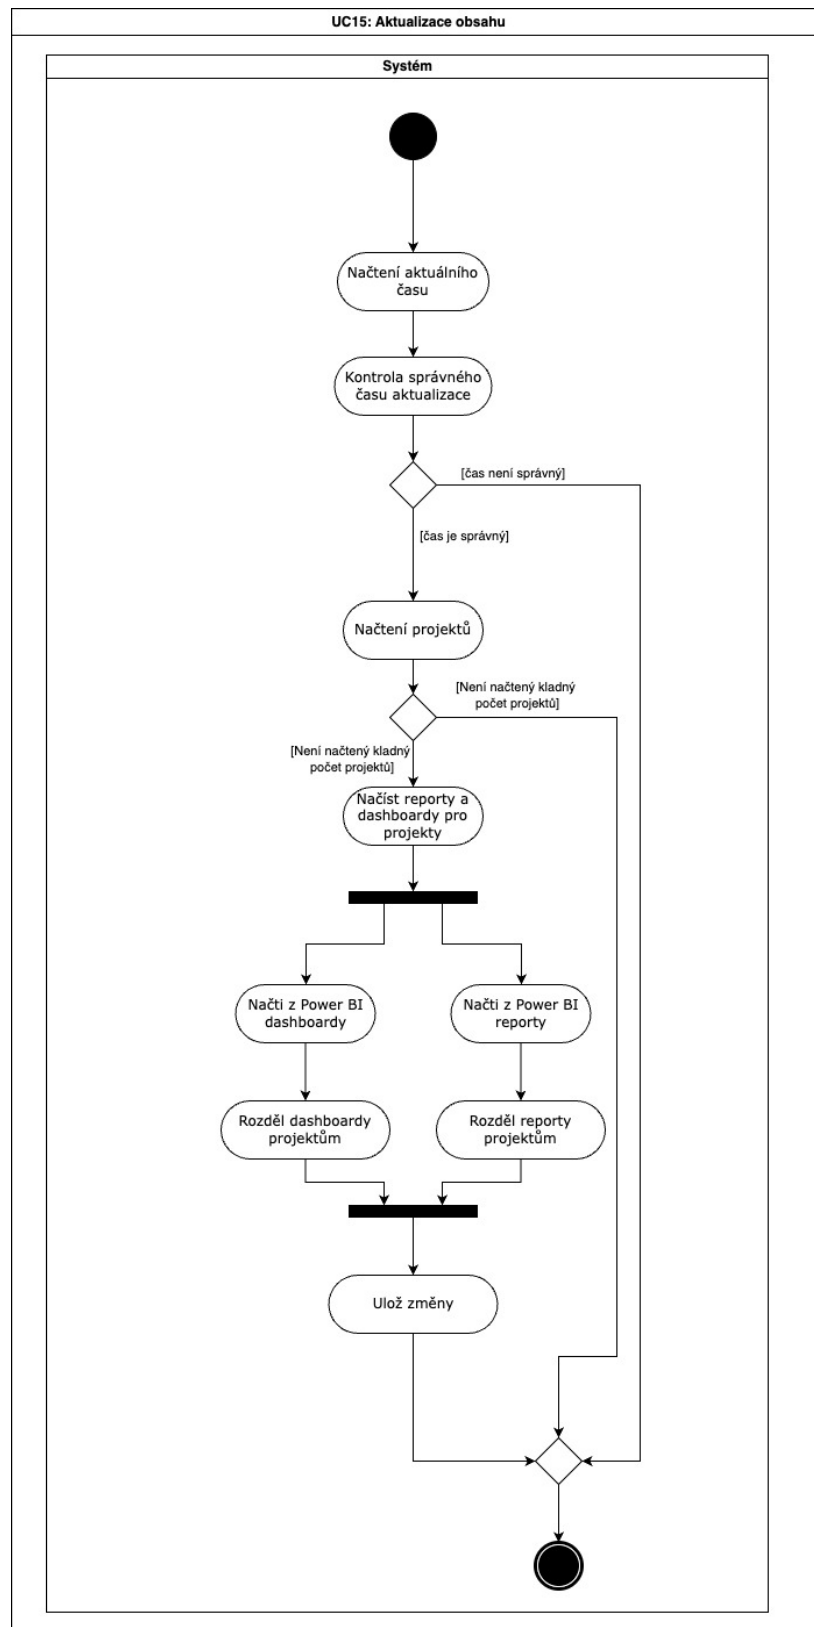 UC15: Aktualizace obsahu
Systém
Načtení aktuálního
času
Kontrola správného
času aktualizace
[čas není správný]
[čas je správný]
Načtení projektů
[Není načtený kladný
počet projektů]
[Není načtený kladný
počet projektů]
Načíst reporty a
dashboardy pro
projekty
Načti z Power BI
dashboardy
Načti z Power BI
reporty
Rozděl dashboardy
projektům
Rozděl reporty
projektům
Ulož změny